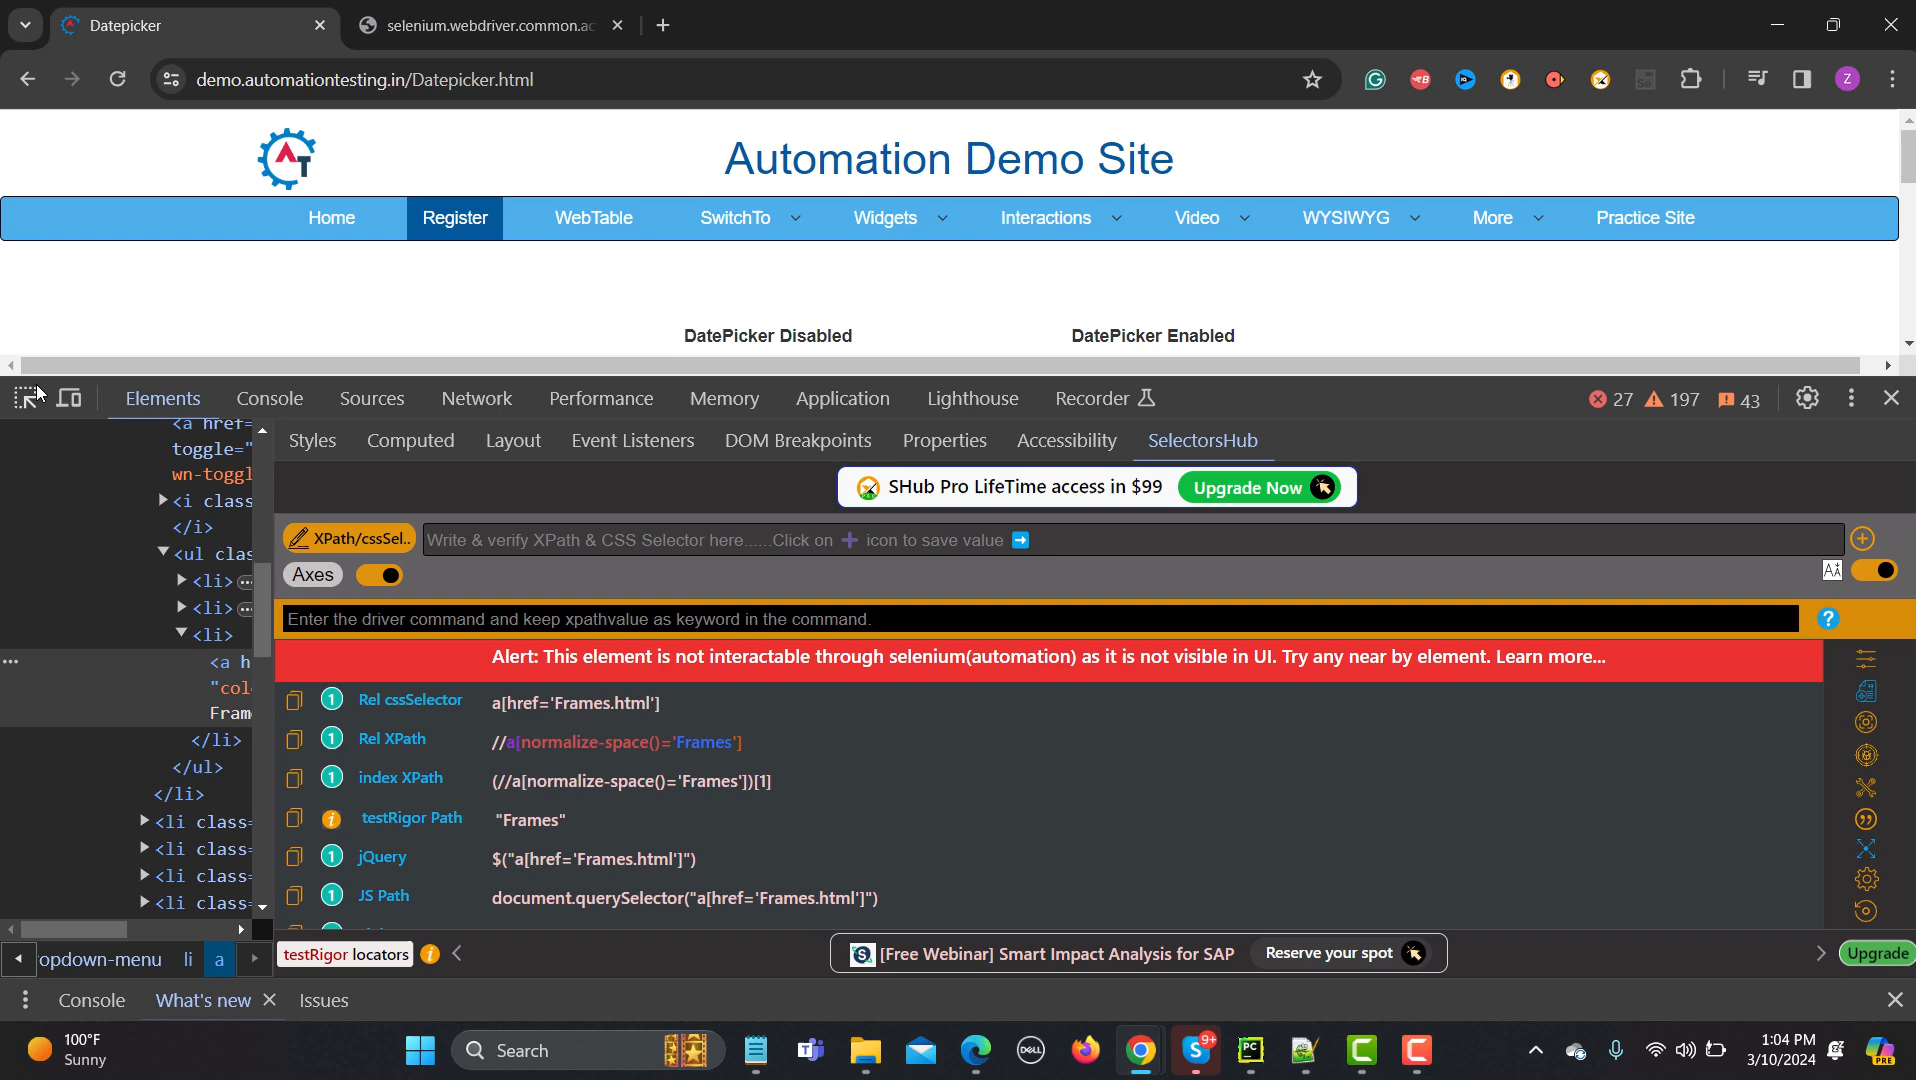 Datepicker
selenium.webdriver.common.ac
demo.automationtesting.in/Datepicker.html
Z
AT
Automation Demo Site
Home Register WebTable SwitchTo Widgets Interactions Video WYSIWYG More Practice Site
DatePicker Disabled DatePicker Enabled
Elements Console Sources Network Performance Memory Application Lighthouse Recorder 27 197 43
Styles Computed Layout Event Listeners DOM Breakpoints Properties Accessibility SelectorsHub
<a href=
toggle="
wn-toggl
<i class
</i>
<ul clas
<li>
<li>
<li>
<a h
"col
Fram
</li>
</ul>
</li>
<li class=
<li class=
<li class=
<li class=
SHub Pro LifeTime access in $99 Upgrade Now
XPath/cssSel.. Write & verify XPath & CSS Selector here......Click on ➕ icon to save value ➡
Axes
Enter the driver command and keep xpathvalue as keyword in the command. ?
Alert: This element is not interactable through selenium(automation) as it is not visible in UI. Try any near by element. Learn more...
1 Rel cssSelector a[href='Frames.html']
1 Rel XPath //a[normalize-space()='Frames']
1 index XPath (//a[normalize-space()='Frames'])[1]
i testRigor Path "Frames"
1 jQuery $("a[href='Frames.html']")
1 JS Path document.querySelector("a[href='Frames.html']")
opdown-menu li a
testRigor locators i [Free Webinar] Smart Impact Analysis for SAP Reserve your spot Upgrade
Console What's new Issues
100°F
Sunny
Search
DELL
9+
PC
1:04 PM
3/10/2024
PRE